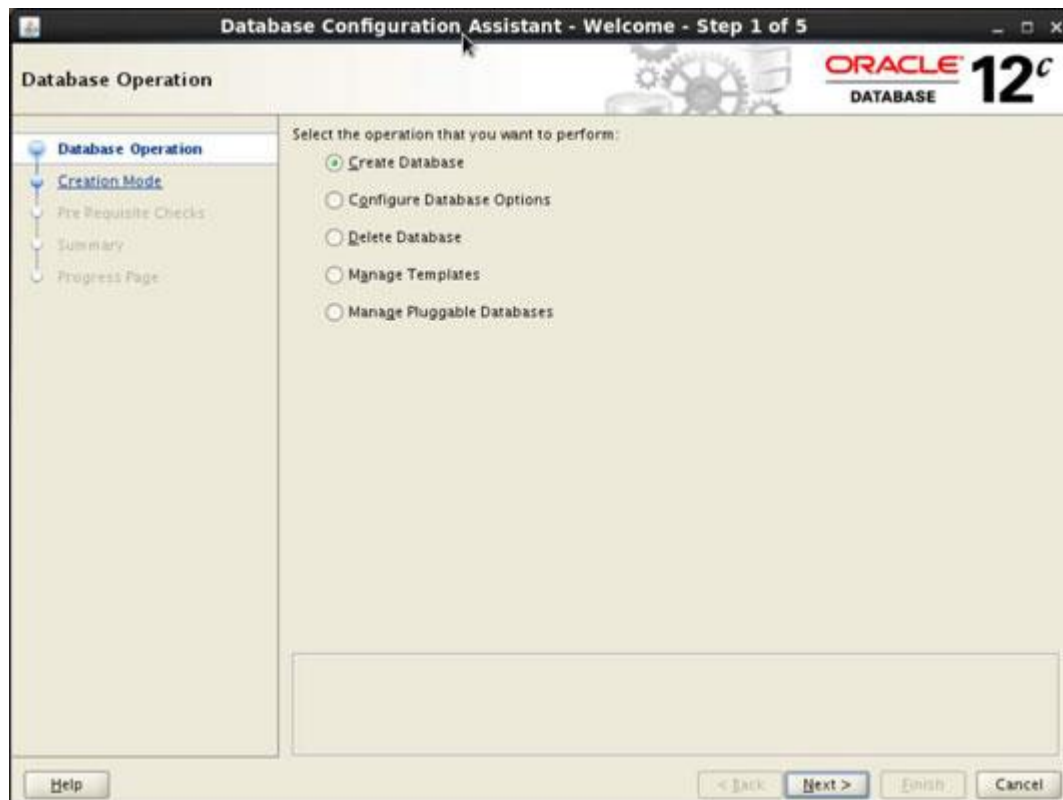 Database Configuration Assistant - Welcome - Step 1 of 5
Database Operation
ORACLE
DATABASE
12c
Database Operation
Creation Mode
Pre Requisite Checks
Summary
Progress Page
Select the operation that you want to perform:
Create Database
Configure Database Options
Delete Database
Manage Templates
Manage Pluggable Databases
Help
< Back
Next >
Finish
Cancel